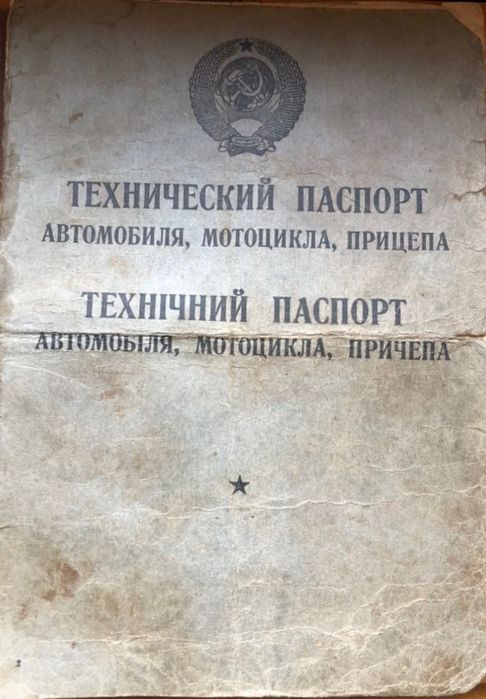 ТЕХНИЧЕСКИЙ ПАСПОРТ
АВТОМОБИЛЯ, МОТОЦИКЛА, ПРИЦЕПА
ТЕХНІЧНИЙ ПАСПОРТ
АВТОМОБІЛЯ, МОТОЦИКЛА, ПРИЧЕПА